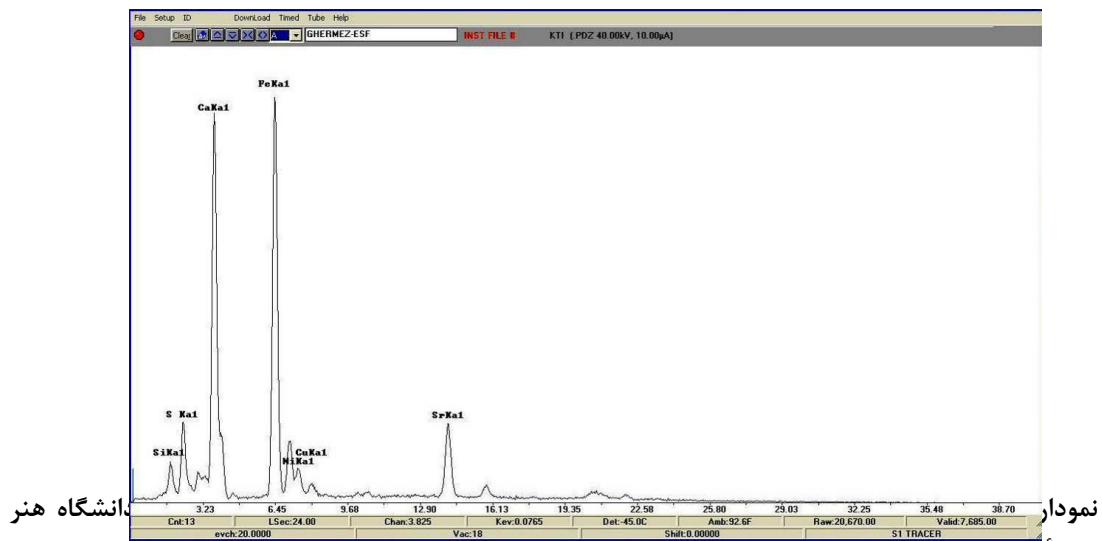 File Setup ID DownLoad Timed Tube Help
Clear A GHERMEZ-ESF INST FILE # KTI (.PDZ 40.00kV, 10.00µA)
FeKa1
CaKa1
S Ka1
SrKa1
SiKa1
CuKa1
NiKa1
3.23 6.45 9.68 12.90 16.13 19.35 22.58 25.80 29.03 32.25 35.48 38.70
Cnt:13 LSec:24.00 Chan:3.825 Kev:0.0765 Det:-45.0C Amb:92.6F Raw:20,670.00 Valid:7,685.00
evch:20.0000 Vac:18 Shift:0.00000 S1 TRACER
نمودار دانشگاه هنر